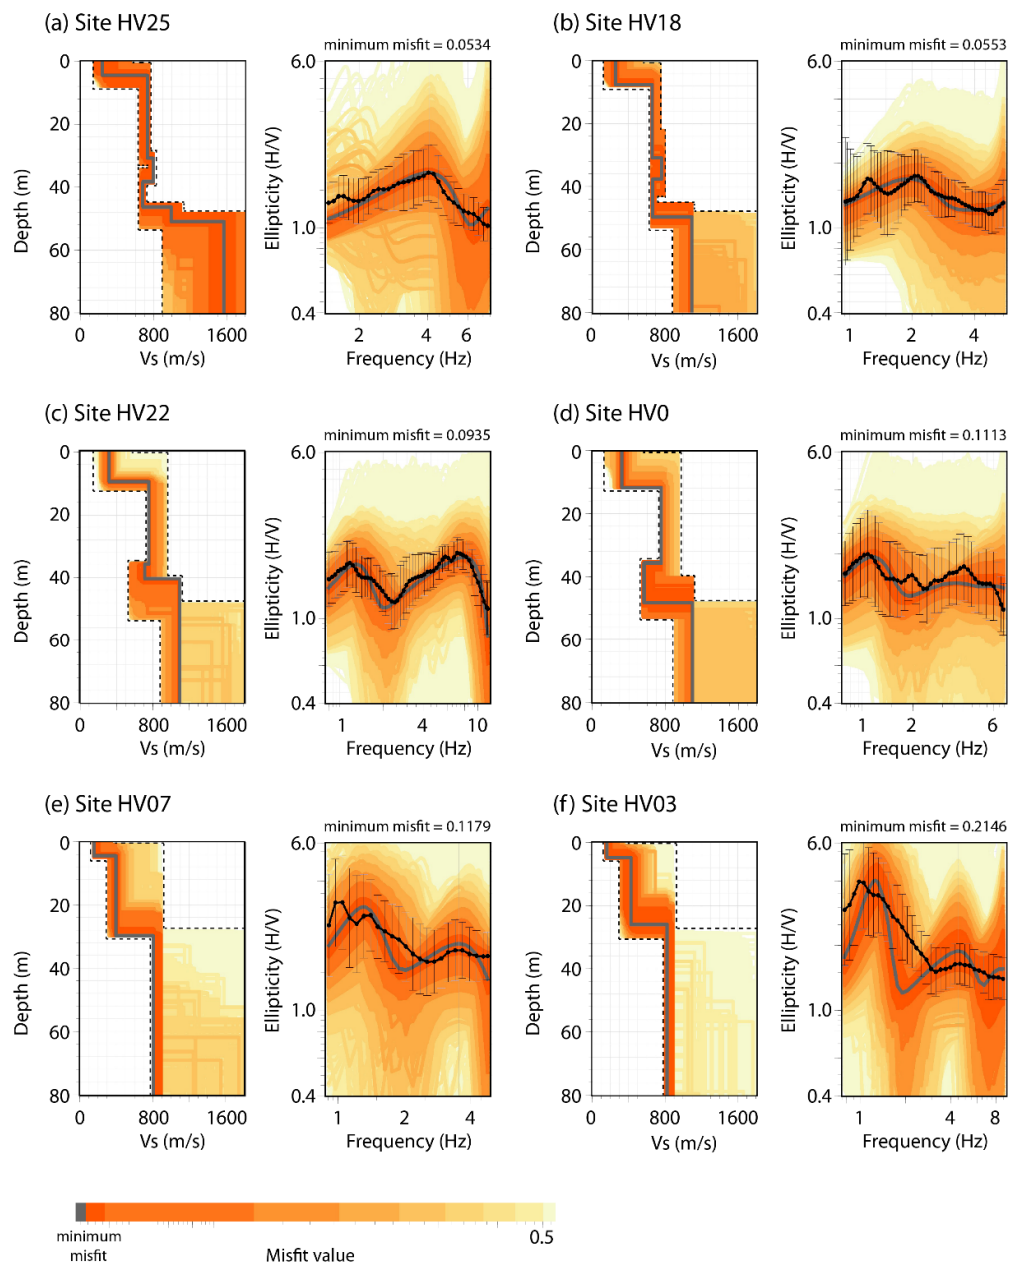 (a) Site HV25
(b) Site HV18
minimum misfit = 0.0534
minimum misfit = 0.0553
0
20
40
60
80
Depth (m)
0 800 1600
Vs (m/s)
6.0
1.0
0.4
Ellipticity (H/V)
2 4 6
Frequency (Hz)
0
20
40
60
80
Depth (m)
0 800 1600
Vs (m/s)
6.0
1.0
0.4
Ellipticity (H/V)
1 2 4
Frequency (Hz)
(c) Site HV22
(d) Site HV0
minimum misfit = 0.0935
minimum misfit = 0.1113
0
20
40
60
80
Depth (m)
0 800 1600
Vs (m/s)
6.0
1.0
0.4
Ellipticity (H/V)
1 4 10
Frequency (Hz)
0
20
40
60
80
Depth (m)
0 800 1600
Vs (m/s)
6.0
1.0
0.4
Ellipticity (H/V)
1 2 6
Frequency (Hz)
(e) Site HV07
(f) Site HV03
minimum misfit = 0.1179
minimum misfit = 0.2146
0
20
40
60
80
Depth (m)
0 800 1600
Vs (m/s)
6.0
1.0
0.4
Ellipticity (H/V)
1 2 4
Frequency (Hz)
0
20
40
60
80
Depth (m)
0 800 1600
Vs (m/s)
6.0
1.0
0.4
Ellipticity (H/V)
1 4 8
Frequency (Hz)
minimum
misfit
Misfit value
0.5